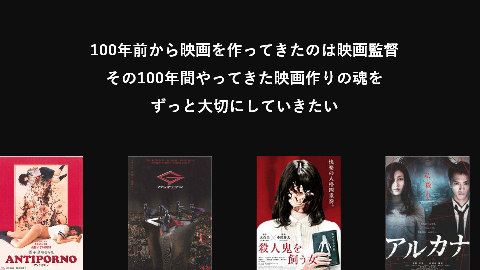 100年前から映画を作ってきたのは映画監督
その100年間やってきた映画作りの魂を
ずっと大切にしていきたい
ANTIPORNO
殺人鬼を
飼う女
アルカナ